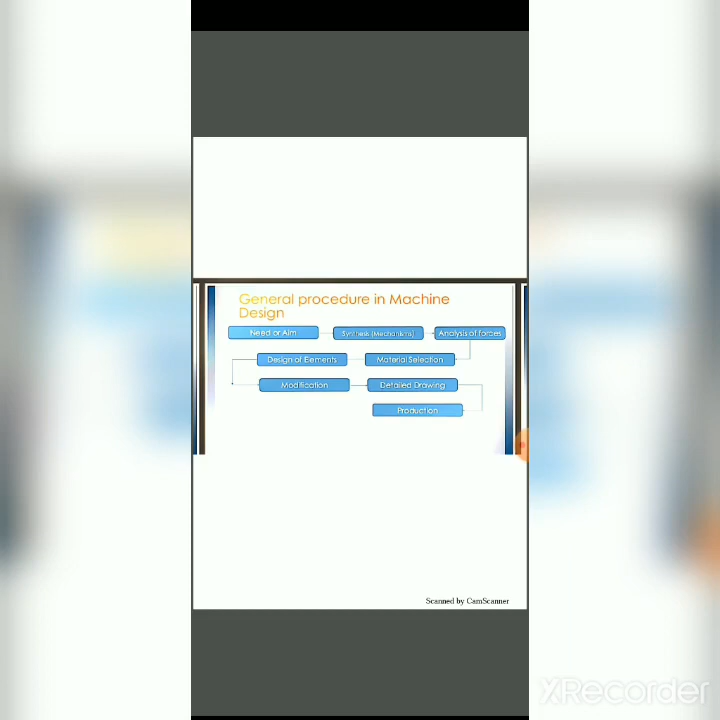 General procedure in Machine
Design
Need or Aim
Synthesis (Mechanisms)
Analysis of forces
Material Selection
Design of Elements
Modification
Detailed Drawing
Production
Scanned by CamScanner
XRecorder